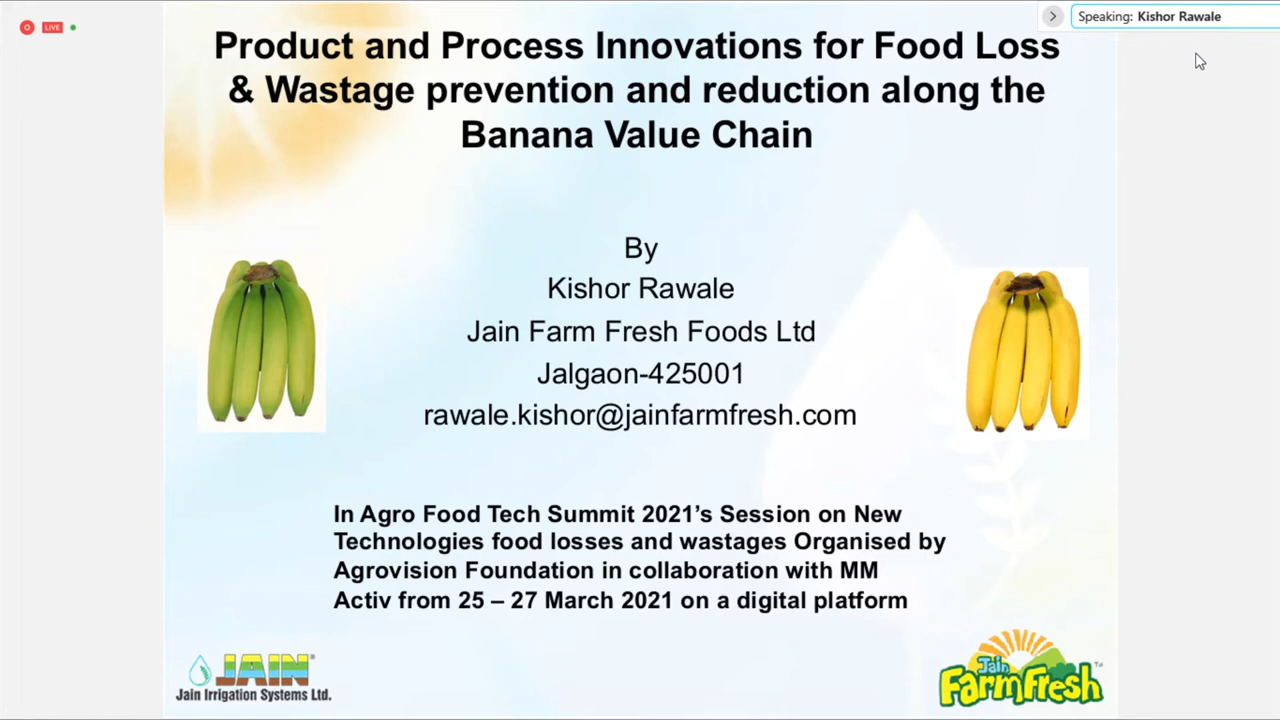 LIVE
Speaking: Kishor Rawale
Product and Process Innovations for Food Loss
& Wastage prevention and reduction along the
Banana Value Chain
By
Kishor Rawale
Jain Farm Fresh Foods Ltd
Jalgaon-425001
rawale.kishor@jainfarmfresh.com
In Agro Food Tech Summit 2021’s Session on New
Technologies food losses and wastages Organised by
Agrovision Foundation in collaboration with MM
Activ from 25 – 27 March 2021 on a digital platform
JAIN®
Jain Irrigation Systems Ltd.
Jain
FarmFresh™